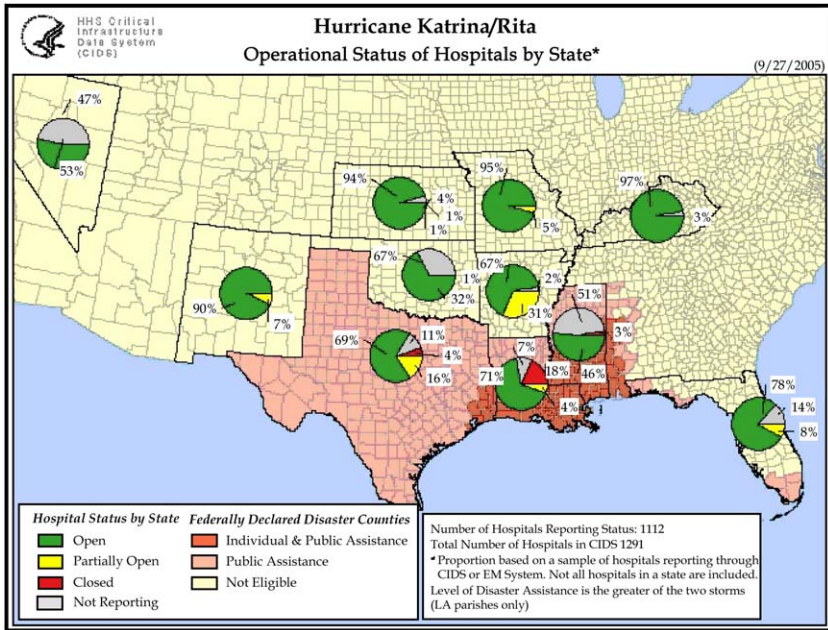 HHS Critical
Infrastructure
Data System
(CIDS)
Hurricane Katrina/Rita
Operational Status of Hospitals by State*
(9/27/2005)
47%
53%
94%
4%
1%
1%
95%
5%
97%
3%
67%
1%
32%
67%
2%
31%
90%
7%
51%
3%
46%
69%
11%
4%
16%
7%
71%
18%
4%
78%
14%
8%
Hospital Status by State
Open
Partially Open
Closed
Not Reporting
Federally Declared Disaster Counties
Individual & Public Assistance
Public Assistance
Not Eligible
Number of Hospitals Reporting Status: 1112
Total Number of Hospitals in CIDS 1291
* Proportion based on a sample of hospitals reporting through
CIDS or EM System. Not all hospitals in a state are included.
Level of Disaster Assistance is the greater of the two storms
(LA parishes only)